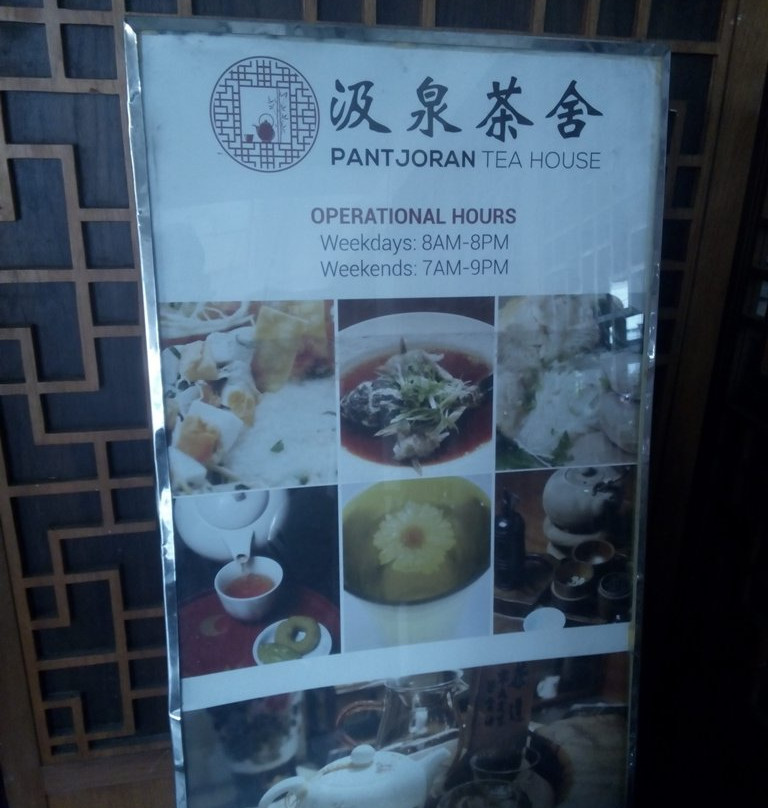 汲泉茶舍
PANTJORAN TEA HOUSE
OPERATIONAL HOURS
Weekdays: 8AM-8PM
Weekends: 7AM-9PM